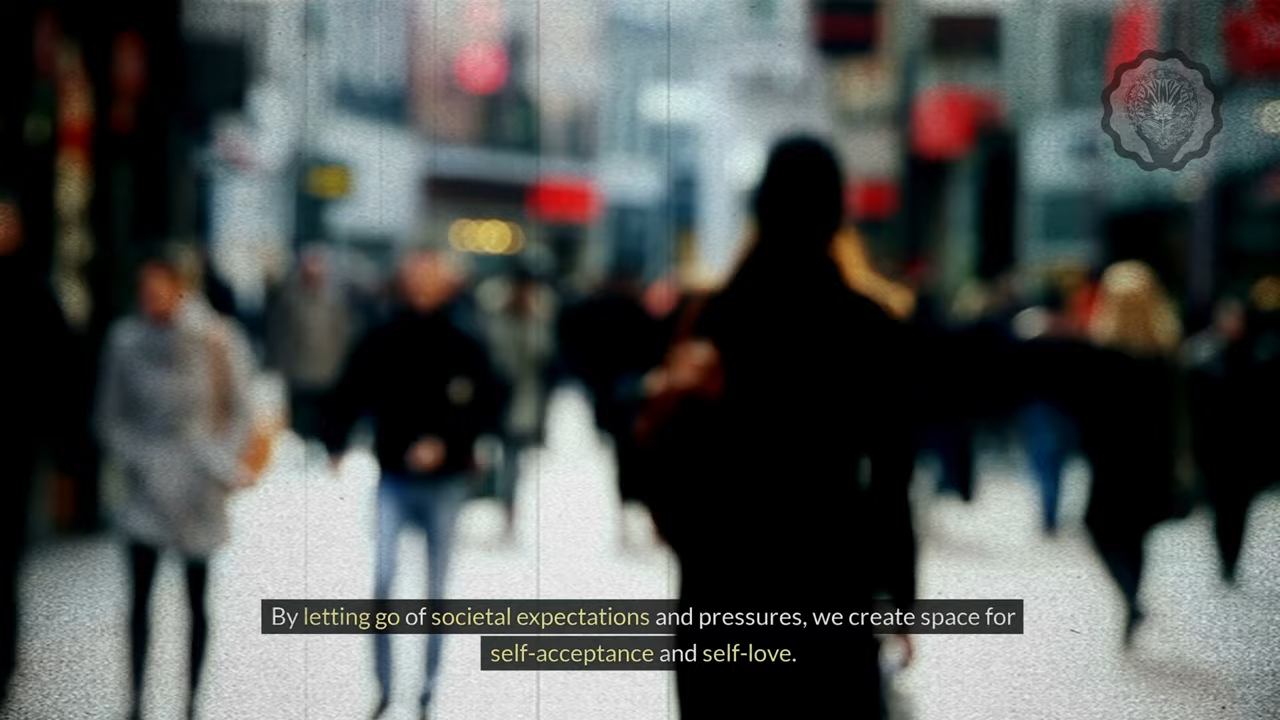 By letting go of societal expectations and pressures, we create space for
self-acceptance and self-love.